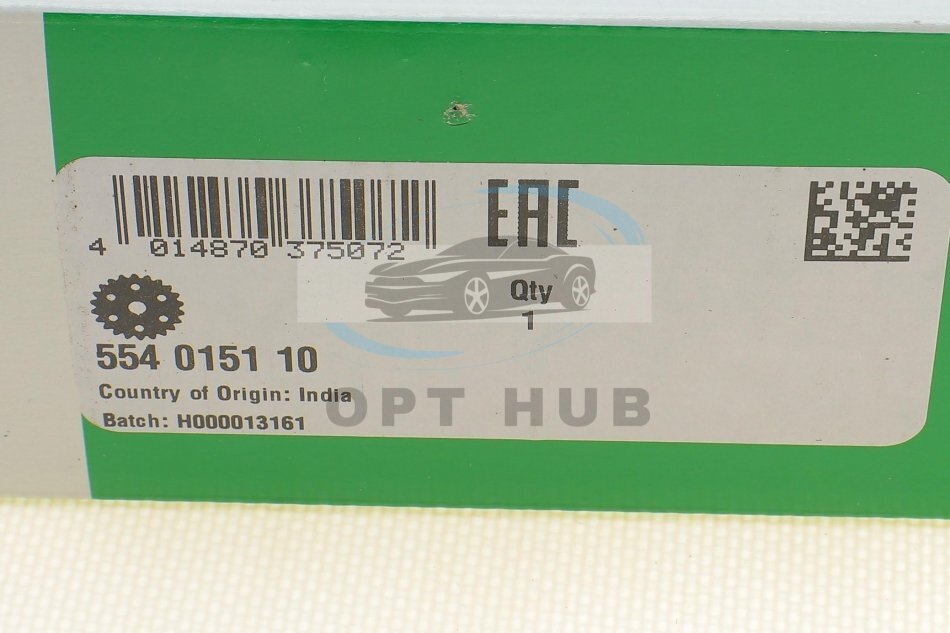 EAC
4 014870 375072
Qty
1
554 0151 10
Country of Origin: India
Batch: H000013161
OPT HUB